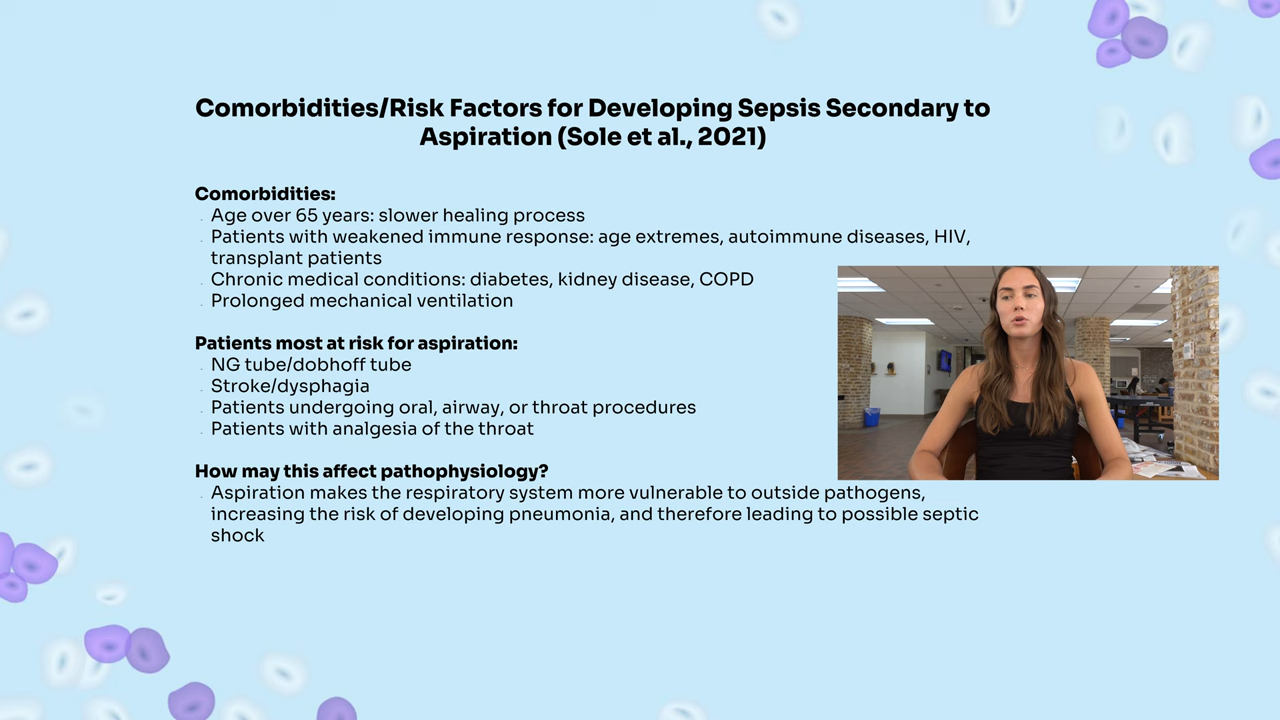 Comorbidities/Risk Factors for Developing Sepsis Secondary to
Aspiration (Sole et al., 2021)
Comorbidities:
Age over 65 years: slower healing process
Patients with weakened immune response: age extremes, autoimmune diseases, HIV,
transplant patients
Chronic medical conditions: diabetes, kidney disease, COPD
Prolonged mechanical ventilation
Patients most at risk for aspiration:
NG tube/dobhoff tube
Stroke/dysphagia
Patients undergoing oral, airway, or throat procedures
Patients with analgesia of the throat
How may this affect pathophysiology?
Aspiration makes the respiratory system more vulnerable to outside pathogens,
increasing the risk of developing pneumonia, and therefore leading to possible septic
shock